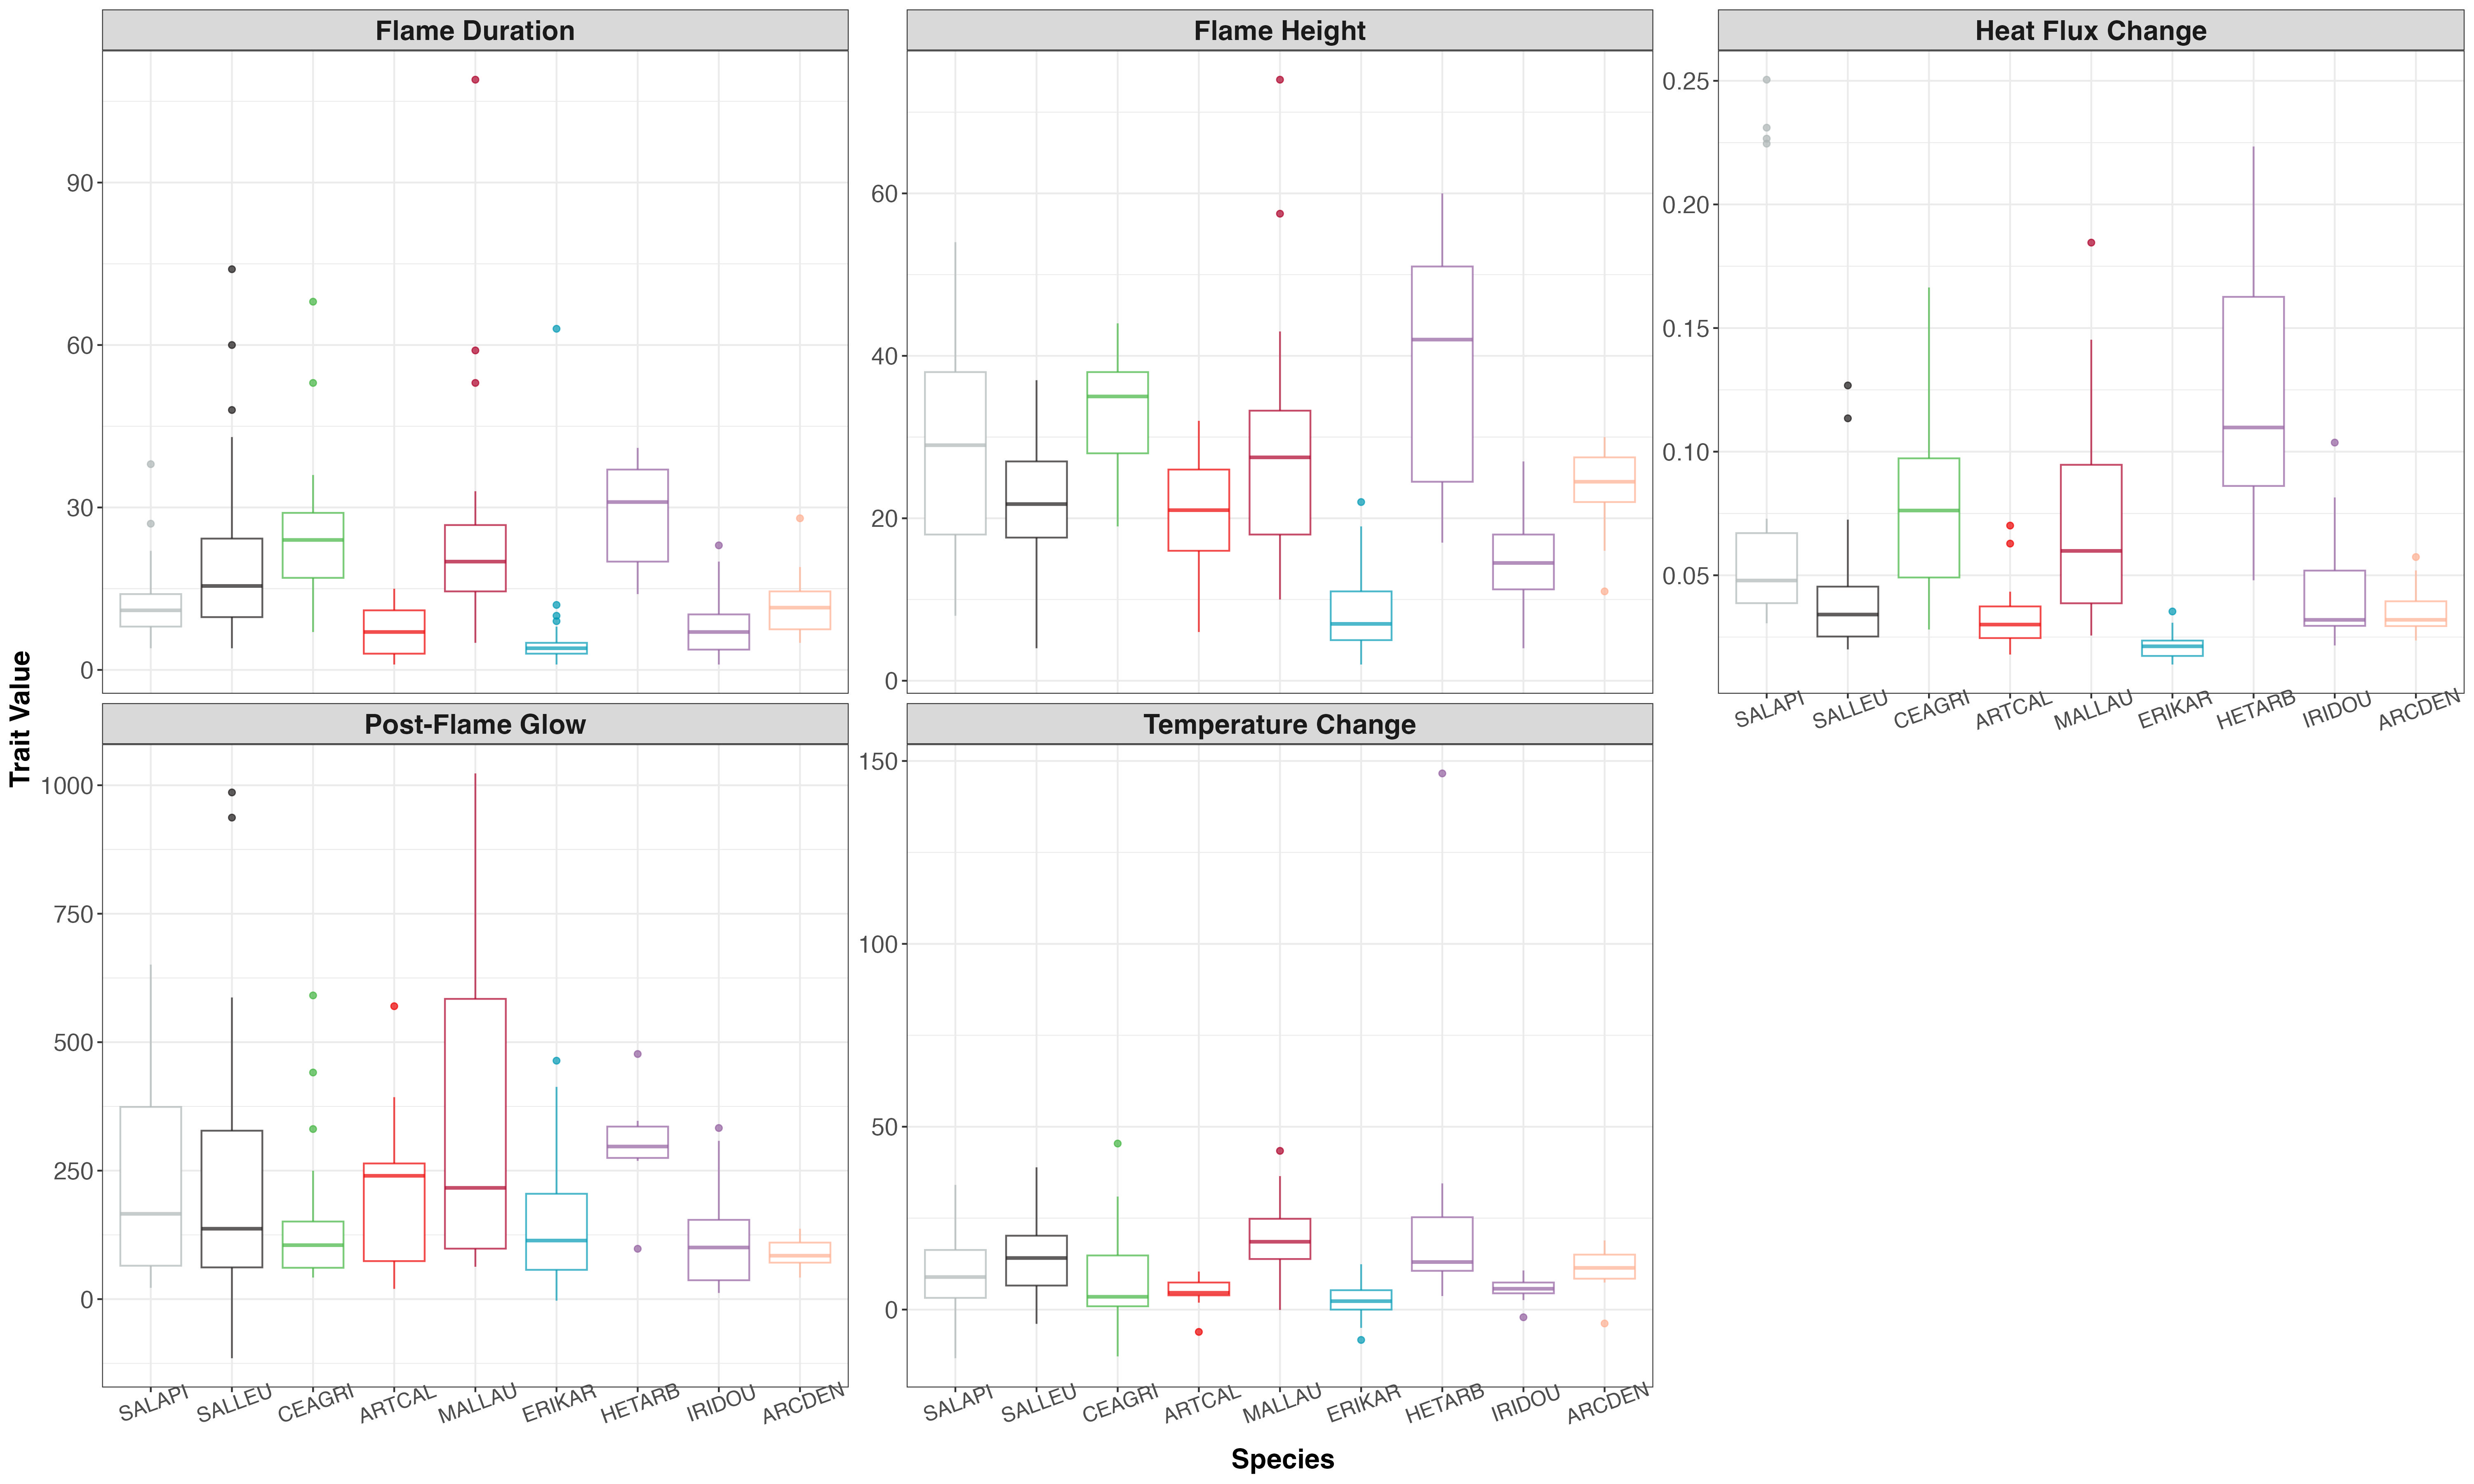 Flame Duration
Flame Height
Heat Flux Change
90
60
30
0
60
40
20
0
0.25
0.20
0.15
0.10
0.05
SALAPI SALLEU CEAGRI ARTCAL MALLAU ERIKAR HETARB IRIDOU ARCDEN
Trait Value
Post-Flame Glow
Temperature Change
1000
750
500
250
0
150
100
50
0
SALAPI SALLEU CEAGRI ARTCAL MALLAU ERIKAR HETARB IRIDOU ARCDEN
SALAPI SALLEU CEAGRI ARTCAL MALLAU ERIKAR HETARB IRIDOU ARCDEN
Species